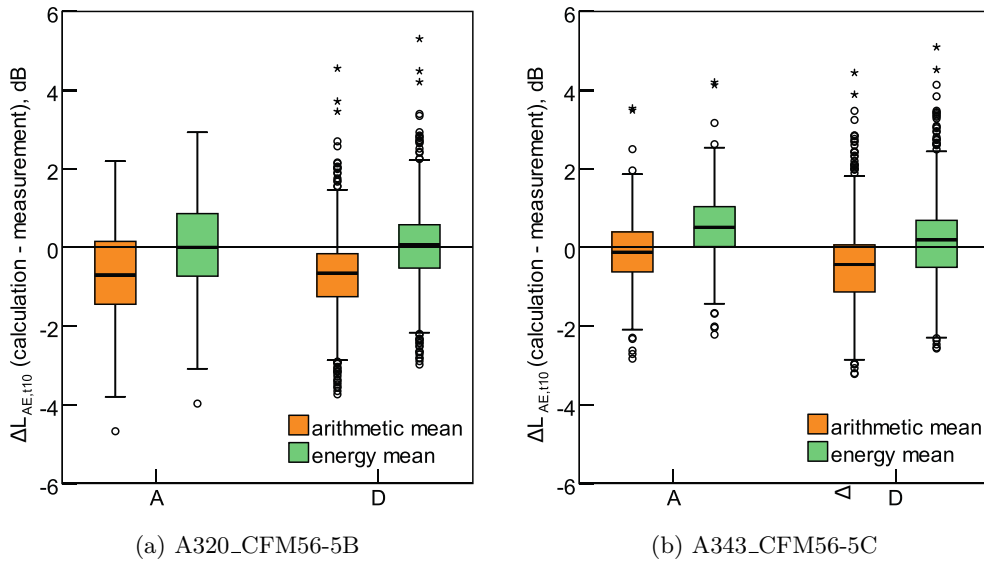 6
4
2
0
-2
-4
-6
ΔL_AE,t10 (calculation - measurement), dB
arithmetic mean
energy mean
A
D
(a) A320_CFM56-5B
6
4
2
0
-2
-4
-6
ΔL_AE,t10 (calculation - measurement), dB
arithmetic mean
energy mean
A
Δ
D
(b) A343_CFM56-5C